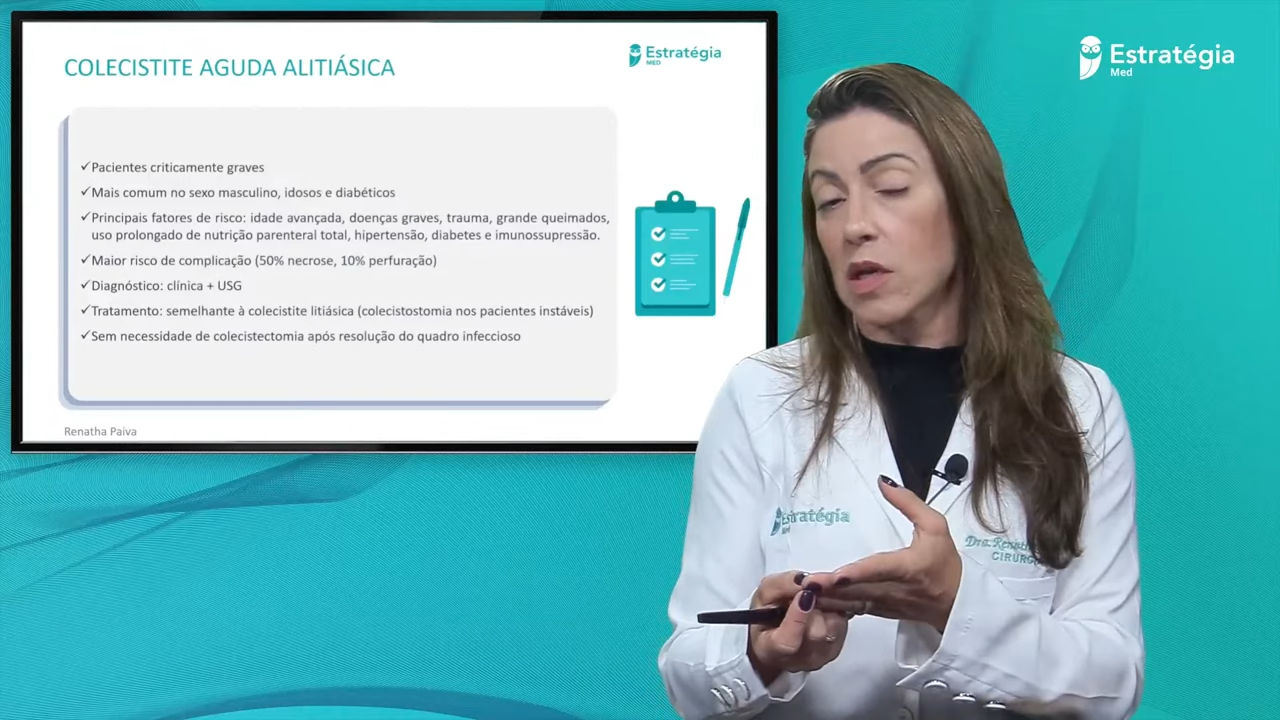 COLECISTITE AGUDA ALITIÁSICA
Estratégia
MED
✓Pacientes criticamente graves
✓Mais comum no sexo masculino, idosos e diabéticos
✓Principais fatores de risco: idade avançada, doenças graves, trauma, grande queimados,
uso prolongado de nutrição parenteral total, hipertensão, diabetes e imunossupressão.
✓Maior risco de complicação (50% necrose, 10% perfuração)
✓Diagnóstico: clínica + USG
✓Tratamento: semelhante à colecistite litiásica (colecistostomia nos pacientes instáveis)
✓Sem necessidade de colecistectomia após resolução do quadro infeccioso
Renatha Paiva
Estratégia
Med
Estratégia
Dra.